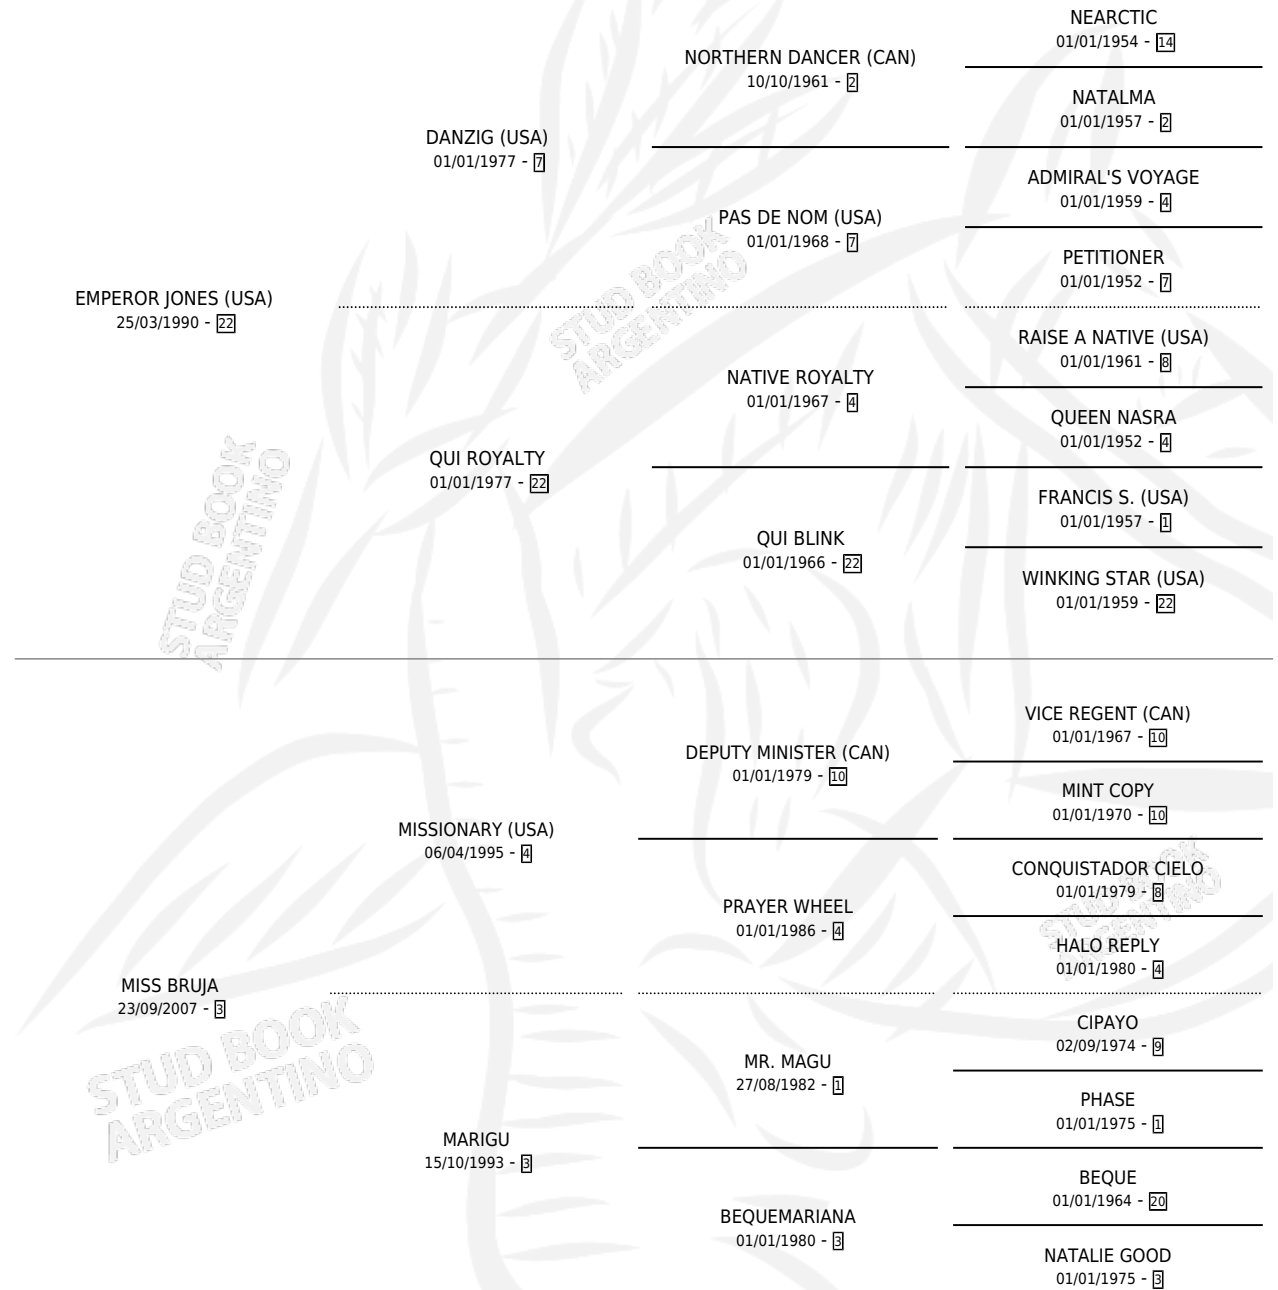 NEARCTIC
01/01/1954 - 14
NORTHERN DANCER (CAN)
10/10/1961 - 2
NATALMA
01/01/1957 - 2
DANZIG (USA)
01/01/1977 - 7
ADMIRAL'S VOYAGE
01/01/1959 - 4
PAS DE NOM (USA)
01/01/1968 - 7
PETITIONER
01/01/1952 - 7
EMPEROR JONES (USA)
25/03/1990 - 22
STUD BOOK
ARGENTINO
RAISE A NATIVE (USA)
01/01/1961 - 8
NATIVE ROYALTY
01/01/1967 - 4
QUEEN NASRA
01/01/1952 - 4
QUI ROYALTY
01/01/1977 - 22
FRANCIS S. (USA)
01/01/1957 - 1
QUI BLINK
01/01/1966 - 22
WINKING STAR (USA)
01/01/1959 - 22
STUD BOOK
ARGENTINO
VICE REGENT (CAN)
01/01/1967 - 10
DEPUTY MINISTER (CAN)
01/01/1979 - 10
MINT COPY
01/01/1970 - 10
MISSIONARY (USA)
06/04/1995 - 4
CONQUISTADOR CIELO
01/01/1979 - 8
PRAYER WHEEL
01/01/1986 - 4
HALO REPLY
01/01/1980 - 4
STUD BOOK
ARGENTINO
MISS BRUJA
23/09/2007 - 3
CIPAYO
02/09/1974 - 9
MR. MAGU
27/08/1982 - 1
PHASE
01/01/1975 - 1
STUD BOOK
ARGENTINO
MARIGU
15/10/1993 - 3
BEQUE
01/01/1964 - 20
BEQUEMARIANA
01/01/1980 - 3
NATALIE GOOD
01/01/1975 - 3